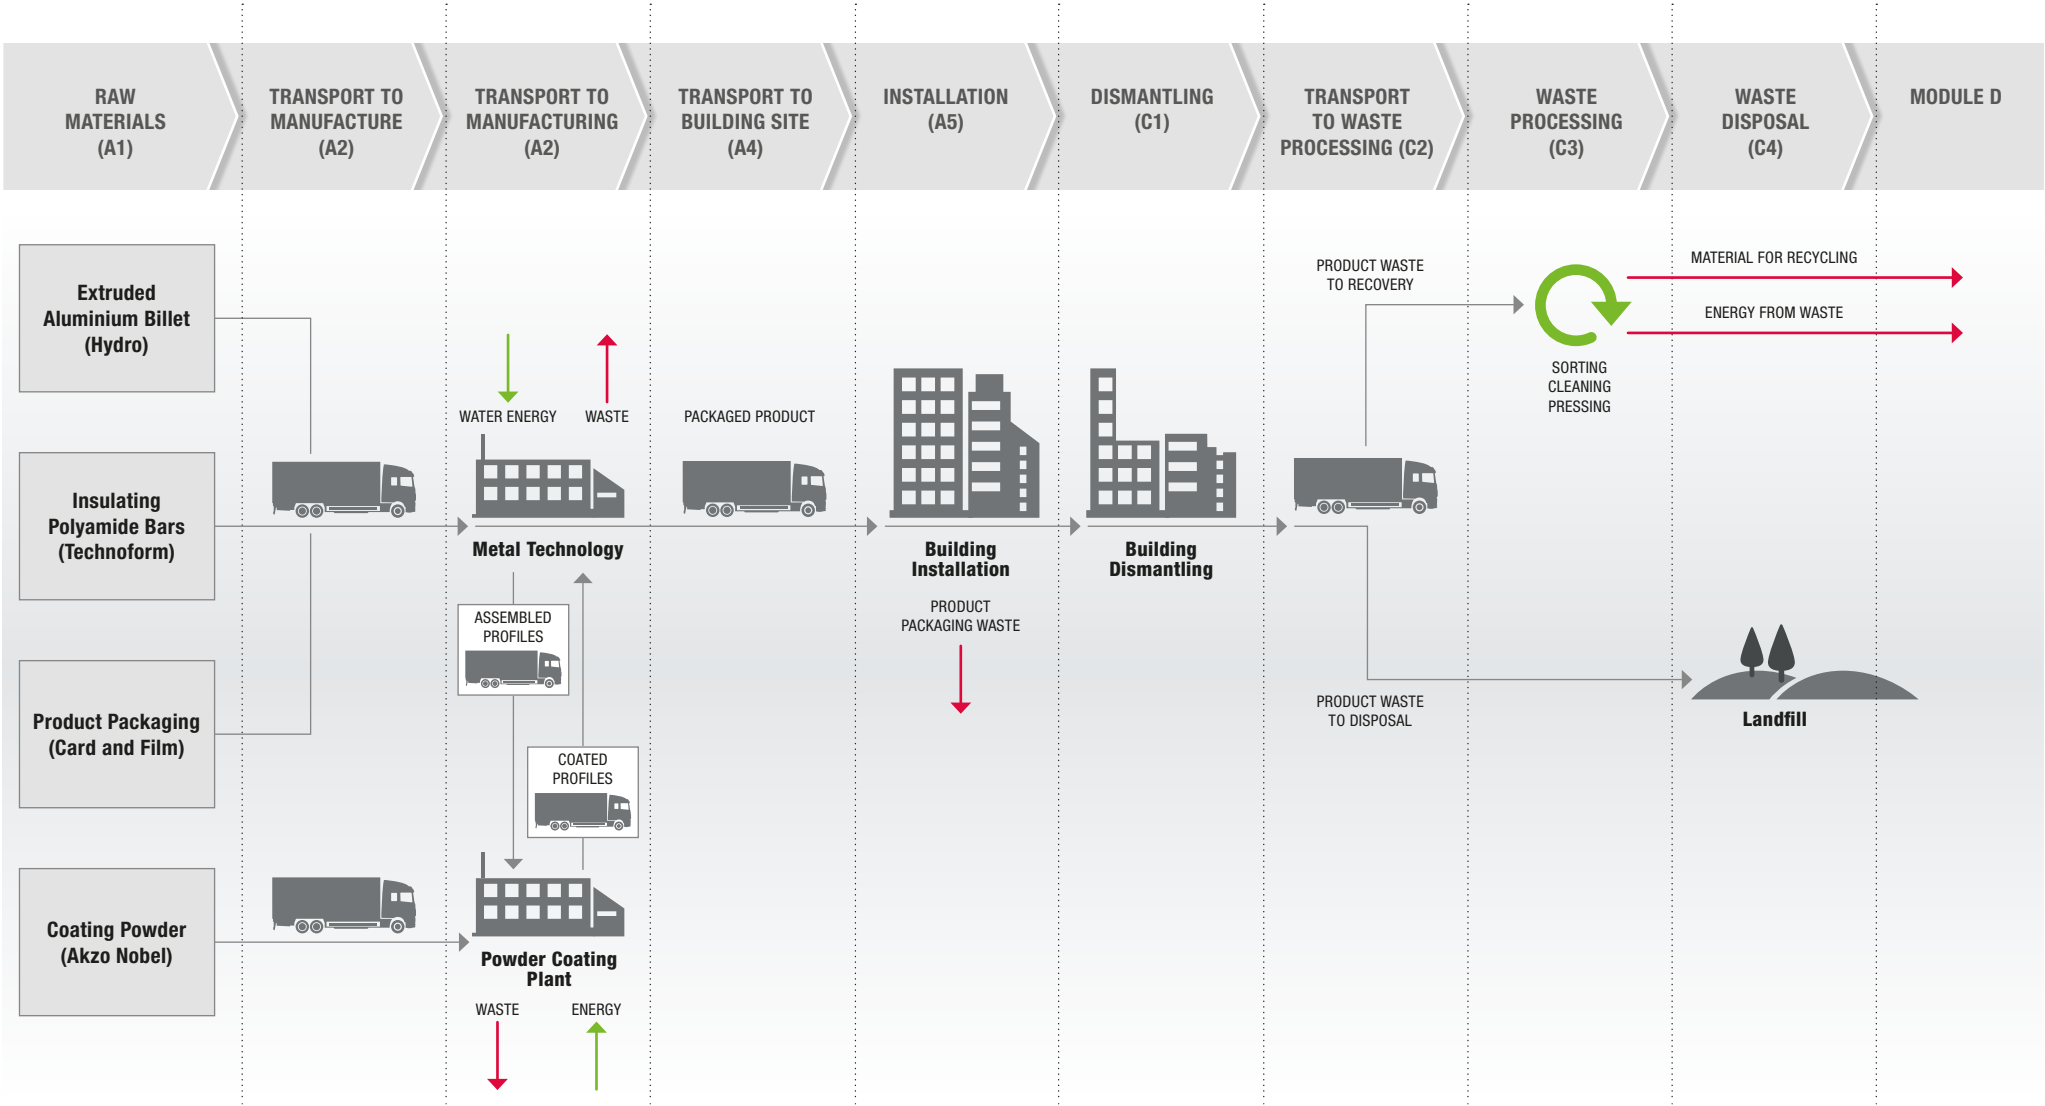 RAW
MATERIALS
(A1)
TRANSPORT TO
MANUFACTURE
(A2)
TRANSPORT TO
MANUFACTURING
(A2)
TRANSPORT TO
BUILDING SITE
(A4)
INSTALLATION
(A5)
DISMANTLING
(C1)
TRANSPORT
TO WASTE
PROCESSING (C2)
WASTE
PROCESSING
(C3)
WASTE
DISPOSAL
(C4)
MODULE D
Extruded
Aluminium Billet
(Hydro)
Insulating
Polyamide Bars
(Technoform)
Product Packaging
(Card and Film)
Coating Powder
(Akzo Nobel)
WATER ENERGY
WASTE
Metal Technology
ASSEMBLED
PROFILES
COATED
PROFILES
Powder Coating
Plant
WASTE
ENERGY
PACKAGED PRODUCT
Building
Installation
PRODUCT
PACKAGING WASTE
Building
Dismantling
PRODUCT WASTE
TO RECOVERY
PRODUCT WASTE
TO DISPOSAL
SORTING
CLEANING
PRESSING
MATERIAL FOR RECYCLING
ENERGY FROM WASTE
Landfill